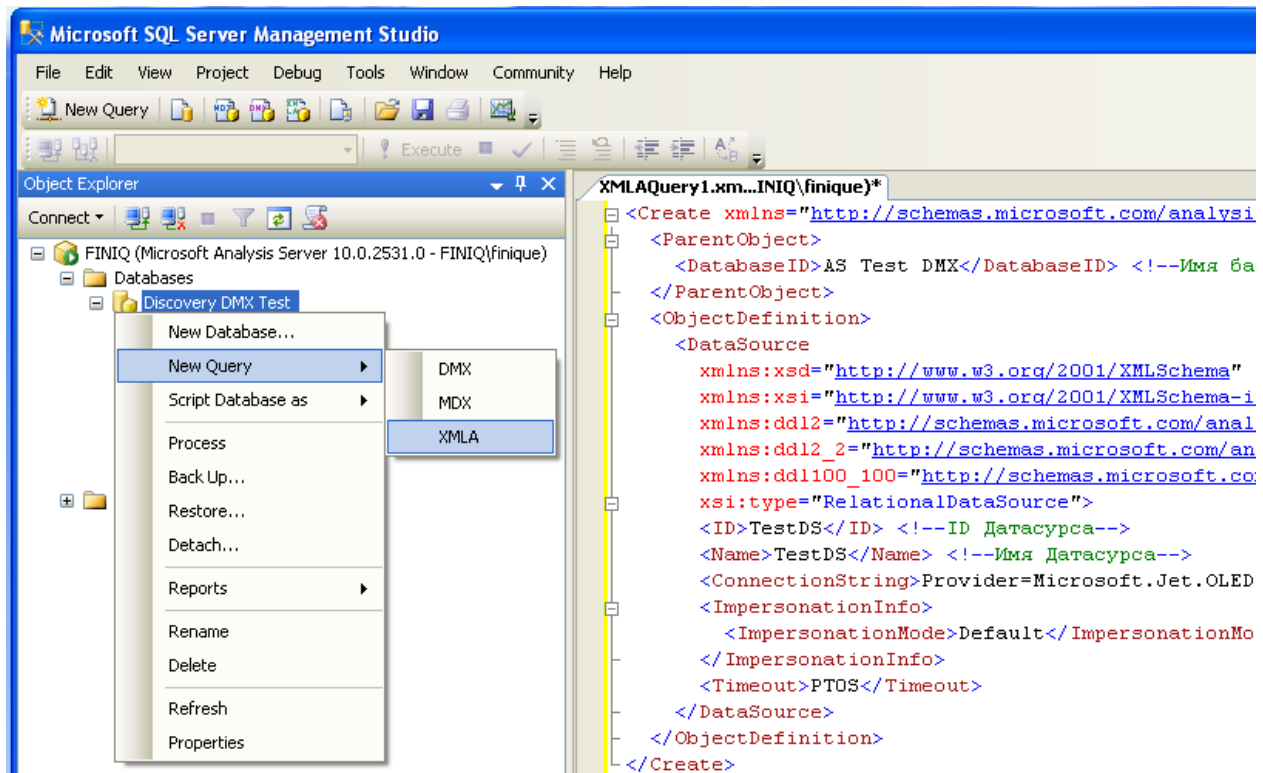 Microsoft SQL Server Management Studio
File Edit View Project Debug Tools Window Community Help
New Query
Execute
Object Explorer
Connect
FINIQ (Microsoft Analysis Server 10.0.2531.0 - FINIQ\finique)
Databases
Discovery DMX Test
New Database...
New Query
Script Database as
Process
Back Up...
Restore...
Detach...
Reports
Rename
Delete
Refresh
Properties
DMX
MDX
XMLA
XMLAQuery1.xm...INIQ\finique)*
<Create xmlns="http://schemas.microsoft.com/analysi
<ParentObject>
<DatabaseID>AS Test DMX</DatabaseID> <!--Имя ба
</ParentObject>
<ObjectDefinition>
<DataSource
xmlns:xsd="http://www.w3.org/2001/XMLSchema"
xmlns:xsi="http://www.w3.org/2001/XMLSchema-i
xmlns:ddl2="http://schemas.microsoft.com/anal
xmlns:ddl2_2="http://schemas.microsoft.com/an
xmlns:ddl100_100="http://schemas.microsoft.co
xsi:type="RelationalDataSource">
<ID>TestDS</ID> <!--ID Датасурса-->
<Name>TestDS</Name> <!--Имя Датасурса-->
<ConnectionString>Provider=Microsoft.Jet.OLED
<ImpersonationInfo>
<ImpersonationMode>Default</ImpersonationMo
</ImpersonationInfo>
<Timeout>PT0S</Timeout>
</DataSource>
</ObjectDefinition>
</Create>